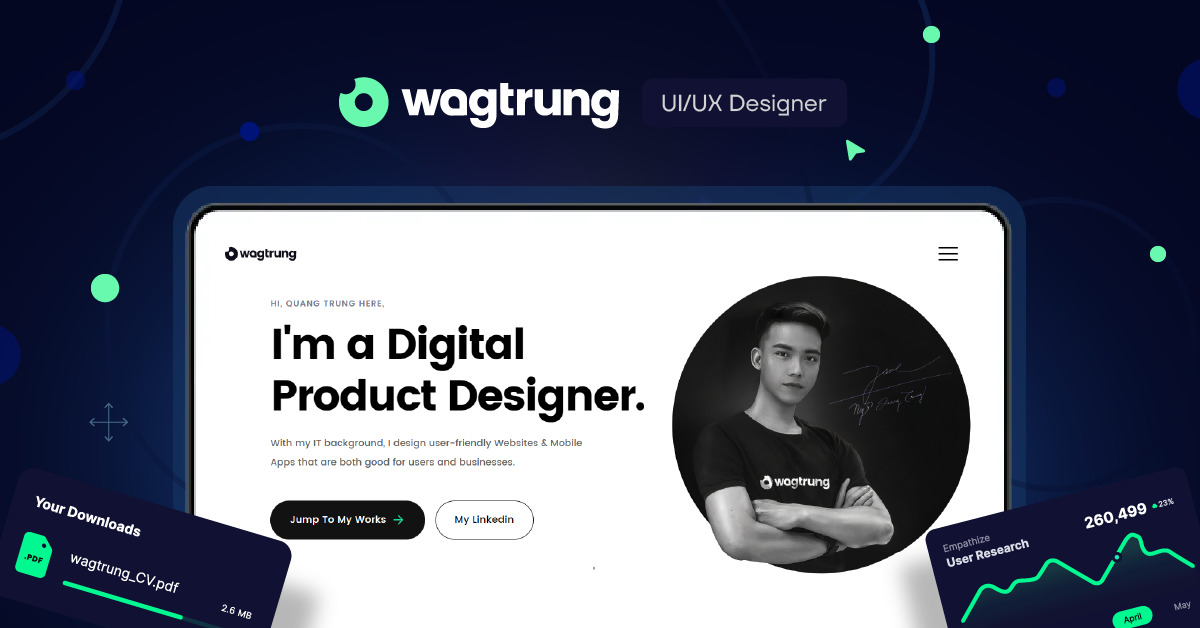 wagtrung
UI/UX Designer
wagtrung
HI, QUANG TRUNG HERE,
I'm a Digital
Product Designer.
With my IT background, I design user-friendly Websites & Mobile
Apps that are both good for users and businesses.
Jump To My Works
My Linkedin
wagtrung
Your Downloads
.PDF
wagtrung_CV.pdf
2.6 MB
Empathize
User Research
260,499
23%
April
May